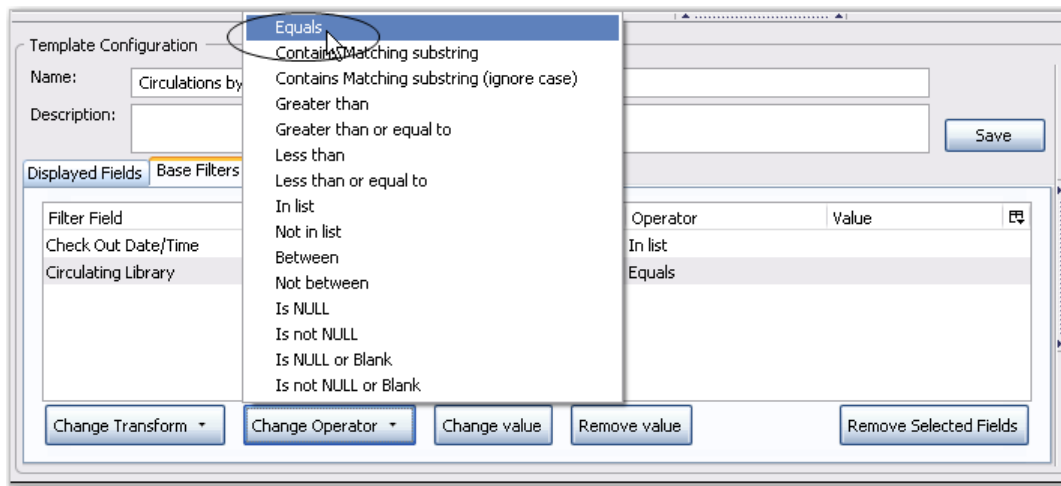 Template Configuration
Name:
Circulations by
Description:
Save
Displayed Fields
Base Filters
Equals
Contains Matching substring
Contains Matching substring (ignore case)
Greater than
Greater than or equal to
Less than
Less than or equal to
In list
Not in list
Between
Not between
Is NULL
Is not NULL
Is NULL or Blank
Is not NULL or Blank
Filter Field
Operator
Value
Check Out Date/Time
In list
Circulating Library
Equals
Change Transform
Change Operator
Change value
Remove value
Remove Selected Fields